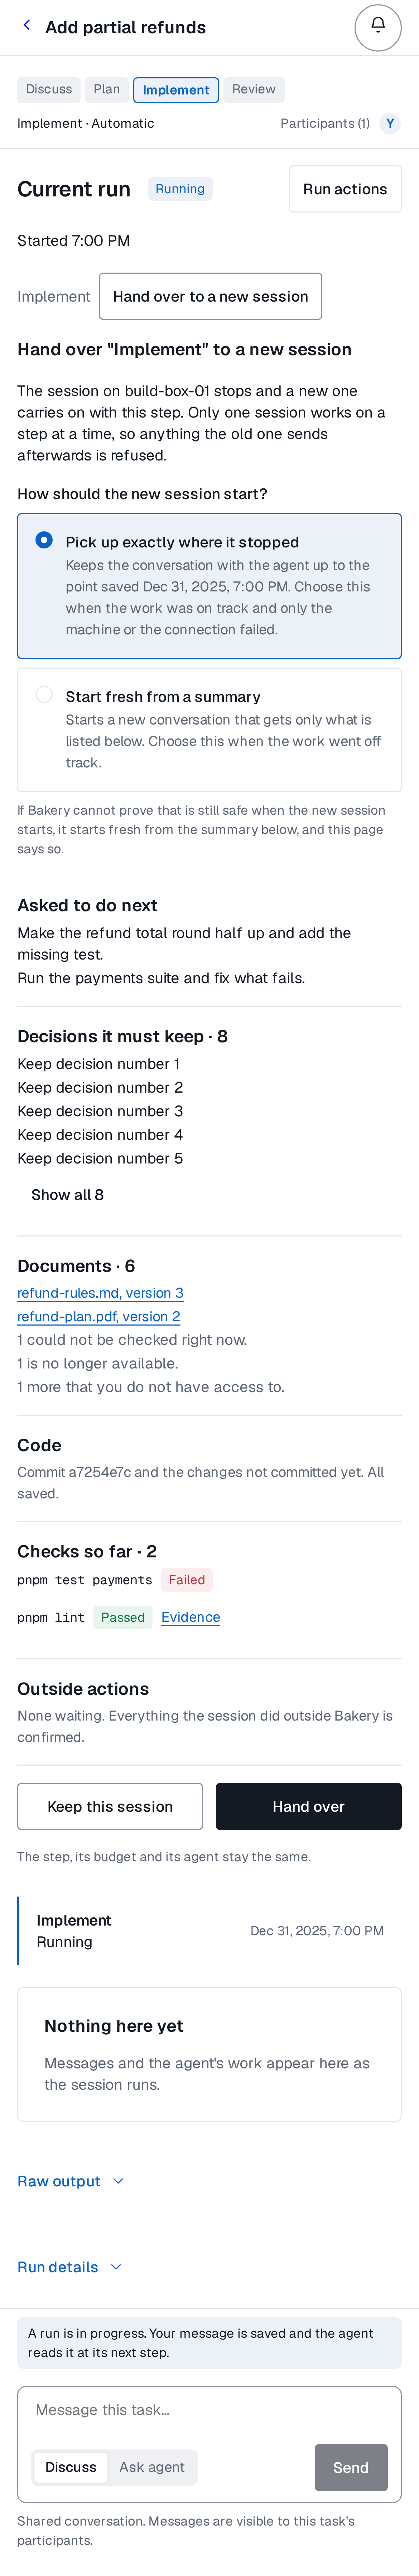 Add partial refunds
Discuss
Plan
Implement
Review
Implement · Automatic
Participants (1)
Y
Current run
Running
Run actions
Started 7:00 PM
Implement
Hand over to a new session
Hand over "Implement" to a new session
The session on build-box-01 stops and a new one
carries on with this step. Only one session works on a
step at a time, so anything the old one sends
afterwards is refused.
How should the new session start?
Pick up exactly where it stopped
Keeps the conversation with the agent up to the
point saved Dec 31, 2025, 7:00 PM. Choose this
when the work was on track and only the
machine or the connection failed.
Start fresh from a summary
Starts a new conversation that gets only what is
listed below. Choose this when the work went off
track.
If Bakery cannot prove that is still safe when the new session
starts, it starts fresh from the summary below, and this page
says so.
Asked to do next
Make the refund total round half up and add the
missing test.
Run the payments suite and fix what fails.
Decisions it must keep · 8
Keep decision number 1
Keep decision number 2
Keep decision number 3
Keep decision number 4
Keep decision number 5
Show all 8
Documents · 6
refund-rules.md, version 3
refund-plan.pdf, version 2
1 could not be checked right now.
1 is no longer available.
1 more that you do not have access to.
Code
Commit a7254e7c and the changes not committed yet. All
saved.
Checks so far · 2
pnpm test payments Failed
pnpm lint Passed Evidence
Outside actions
None waiting. Everything the session did outside Bakery is
confirmed.
Keep this session
Hand over
The step, its budget and its agent stay the same.
Implement
Running
Dec 31, 2025, 7:00 PM
Nothing here yet
Messages and the agent's work appear here as
the session runs.
Raw output
Run details
A run is in progress. Your message is saved and the agent
reads it at its next step.
Message this task...
Discuss
Ask agent
Send
Shared conversation. Messages are visible to this task's
participants.